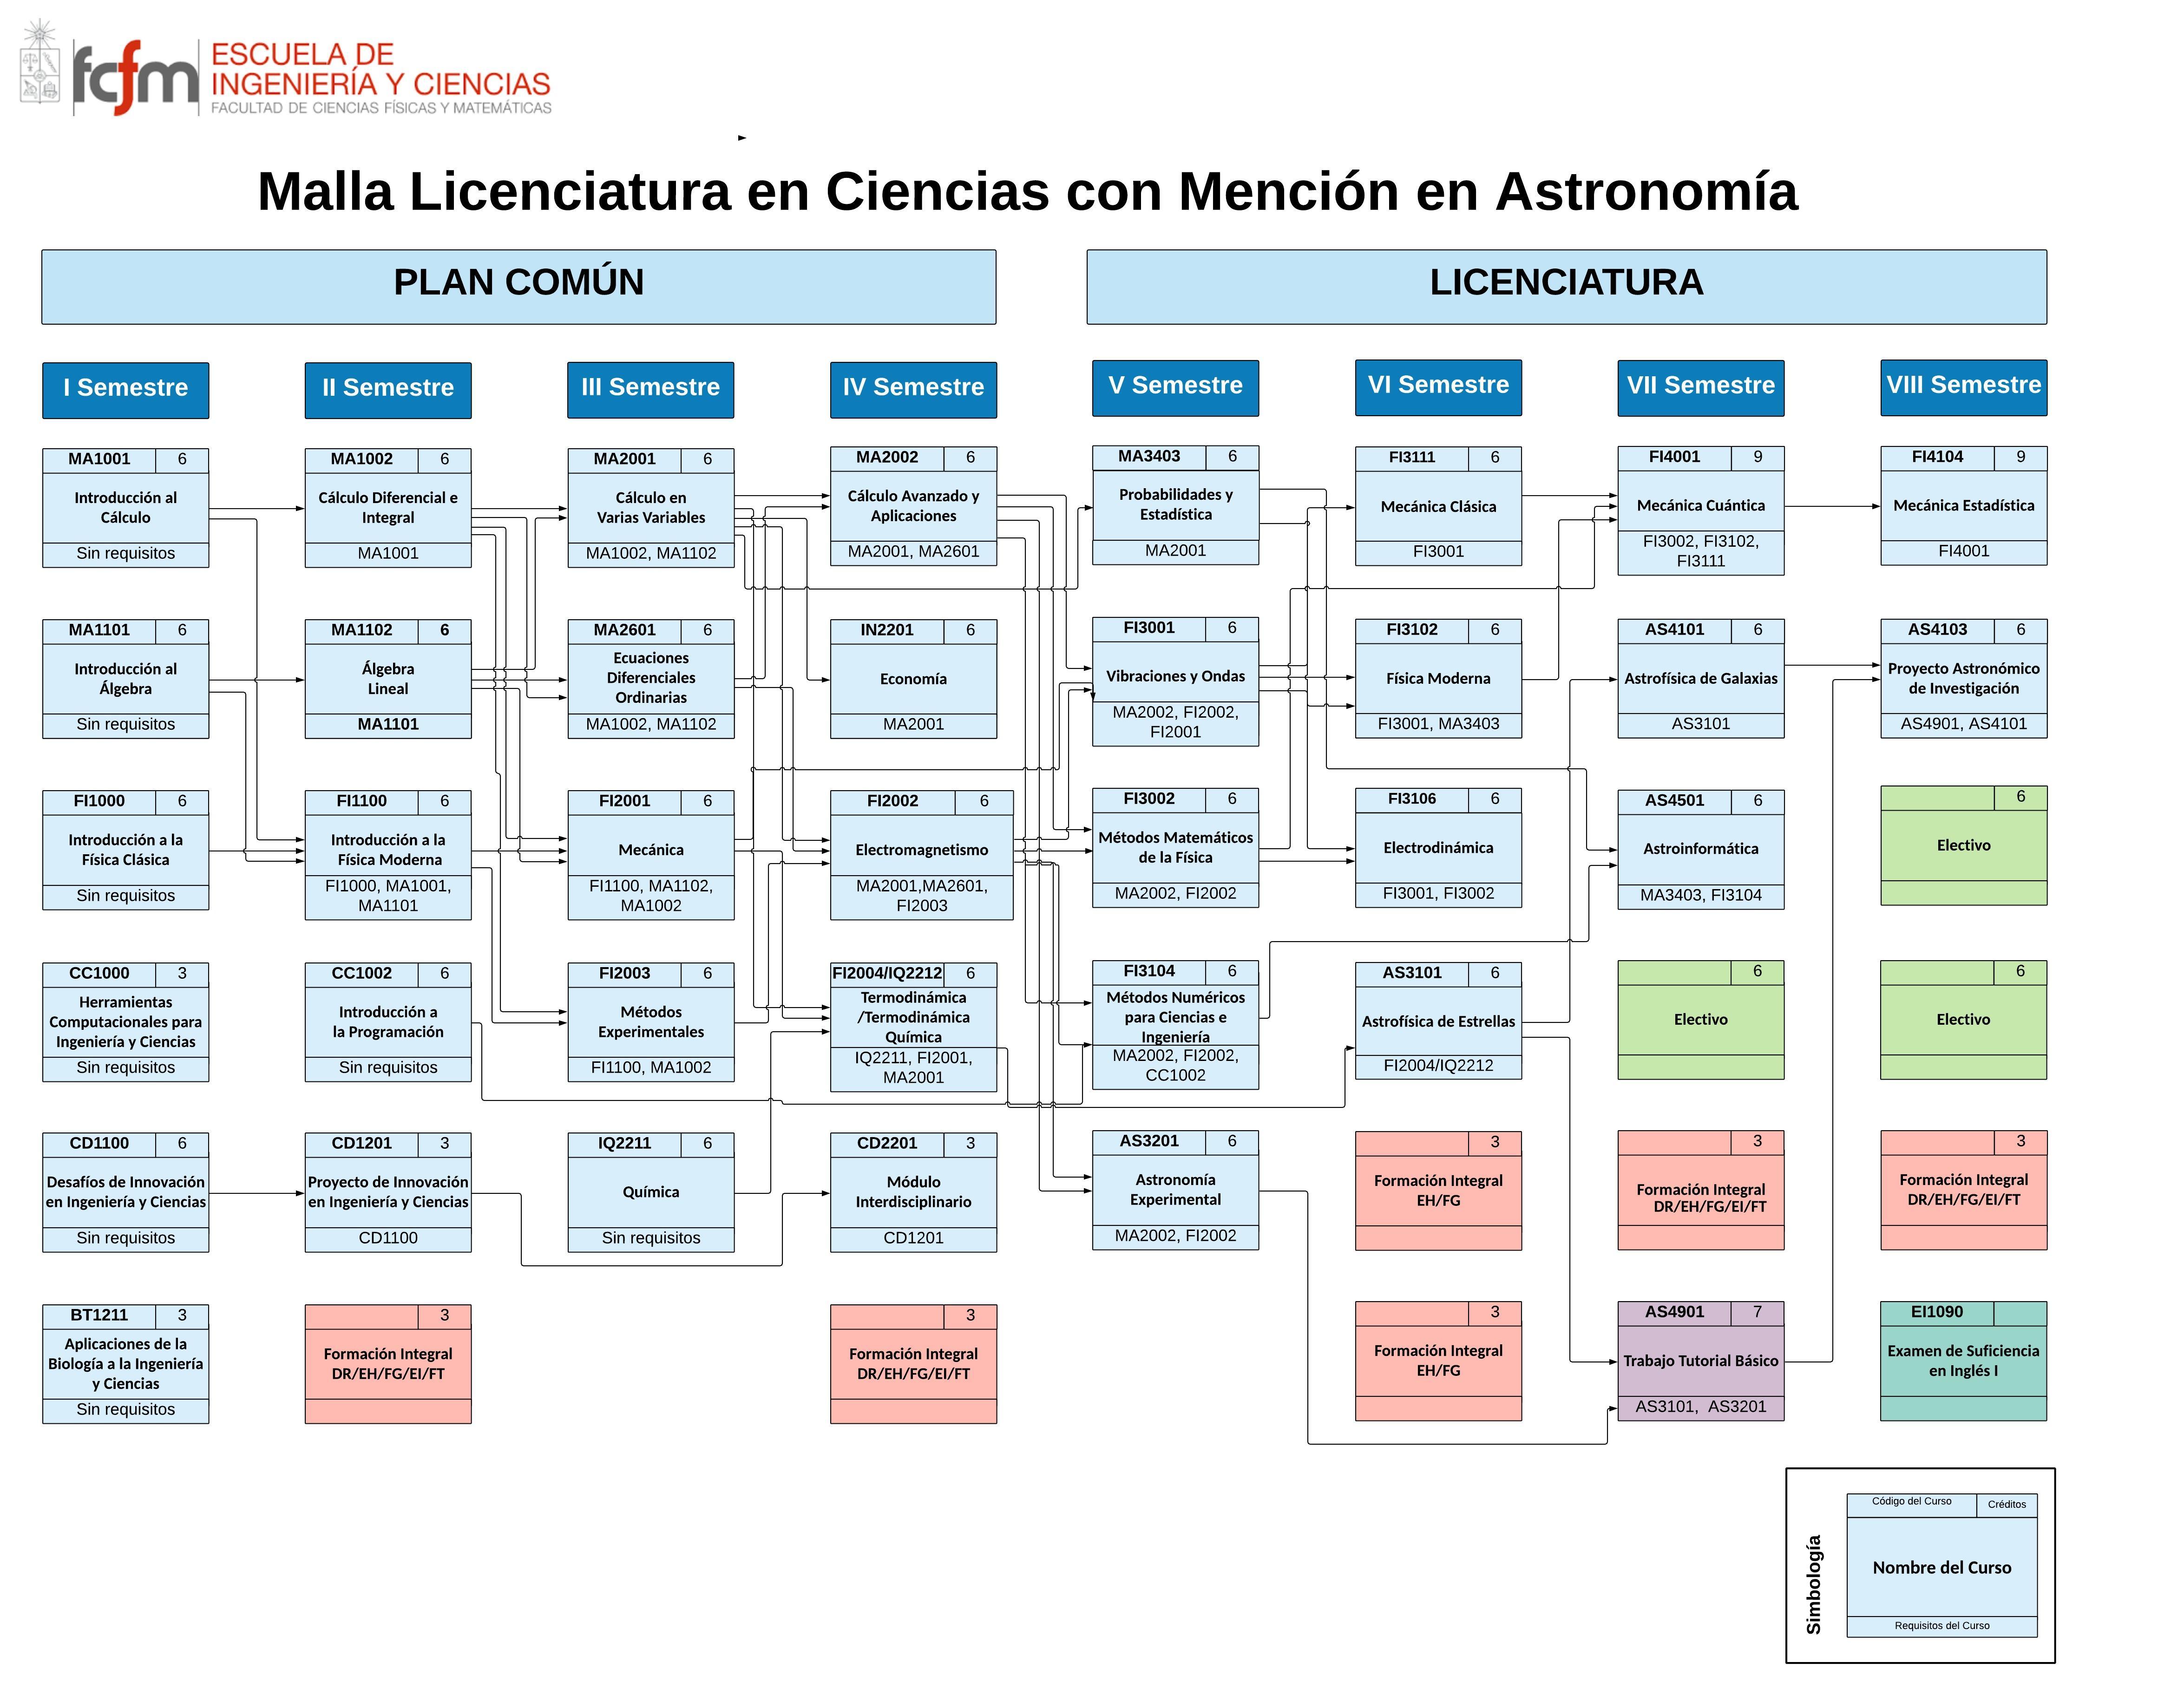 fcfm
ESCUELA DE
INGENIERÍA Y CIENCIAS
FACULTAD DE CIENCIAS FÍSICAS Y MATEMÁTICAS
Malla Licenciatura en Ciencias con Mención en Astronomía
PLAN COMÚN
LICENCIATURA
I Semestre
II Semestre
III Semestre
IV Semestre
V Semestre
VI Semestre
VII Semestre
VIII Semestre
MA1001 6
Introducción al
Cálculo
Sin requisitos
MA1002 6
Cálculo Diferencial e
Integral
MA1001
MA2001 6
Cálculo en
Varias Variables
MA1002, MA1102
MA2002 6
Cálculo Avanzado y
Aplicaciones
MA2001, MA2601
MA3403 6
Probabilidades y
Estadística
MA2001
FI3111 6
Mecánica Clásica
FI3001
FI4001 9
Mecánica Cuántica
FI3002, FI3102,
FI3111
FI4104 9
Mecánica Estadística
FI4001
MA1101 6
Introducción al
Álgebra
Sin requisitos
MA1102 6
Álgebra
Lineal
MA1101
MA2601 6
Ecuaciones
Diferenciales
Ordinarias
MA1002, MA1102
IN2201 6
Economía
MA2001
FI3001 6
Vibraciones y Ondas
MA2002, FI2002,
FI2001
FI3102 6
Física Moderna
FI3001, MA3403
AS4101 6
Astrofísica de Galaxias
AS3101
AS4103 6
Proyecto Astronómico
de Investigación
AS4901, AS4101
FI1000 6
Introducción a la
Física Clásica
Sin requisitos
FI1100 6
Introducción a la
Física Moderna
FI1000, MA1001,
MA1101
FI2001 6
Mecánica
FI1100, MA1102,
MA1002
FI2002 6
Electromagnetismo
MA2001,MA2601,
FI2003
FI3002 6
Métodos Matemáticos
de la Física
MA2002, FI2002
FI3106 6
Electrodinámica
FI3001, FI3002
AS4501 6
Astroinformática
MA3403, FI3104
6
Electivo
CC1000 3
Herramientas
Computacionales para
Ingeniería y Ciencias
Sin requisitos
CC1002 6
Introducción a
la Programación
Sin requisitos
FI2003 6
Métodos
Experimentales
FI1100, MA1002
FI2004/IQ2212 6
Termodinámica
/Termodinámica
Química
IQ2211, FI2001,
MA2001
FI3104 6
Métodos Numéricos
para Ciencias e
Ingeniería
MA2002, FI2002,
CC1002
AS3101 6
Astrofísica de Estrellas
FI2004/IQ2212
6
Electivo
6
Electivo
CD1100 6
Desafíos de Innovación
en Ingeniería y Ciencias
Sin requisitos
CD1201 3
Proyecto de Innovación
en Ingeniería y Ciencias
CD1100
IQ2211 6
Química
Sin requisitos
CD2201 3
Módulo
Interdisciplinario
CD1201
AS3201 6
Astronomía
Experimental
MA2002, FI2002
3
Formación Integral
EH/FG
3
Formación Integral
DR/EH/FG/EI/FT
3
Formación Integral
DR/EH/FG/EI/FT
BT1211 3
Aplicaciones de la
Biología a la Ingeniería
y Ciencias
Sin requisitos
3
Formación Integral
DR/EH/FG/EI/FT
3
Formación Integral
DR/EH/FG/EI/FT
3
Formación Integral
EH/FG
AS4901 7
Trabajo Tutorial Básico
AS3101, AS3201
EI1090
Examen de Suficiencia
en Inglés I
Simbología
Código del Curso Créditos
Nombre del Curso
Requisitos del Curso